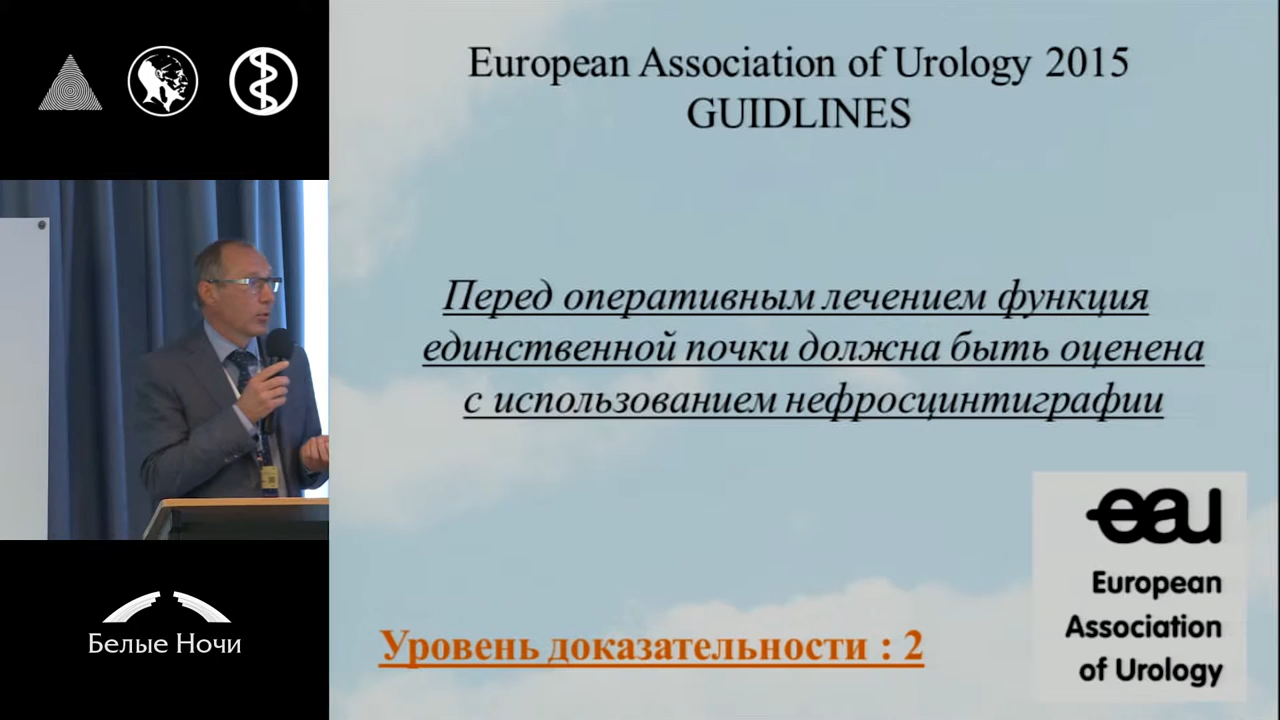 European Association of Urology 2015
GUIDLINES
Перед оперативным лечением функция
единственной почки должна быть оценена
с использованием нефросцинтиграфии
Уровень доказательности : 2
eau
European
Association
of Urology
Белые Ночи